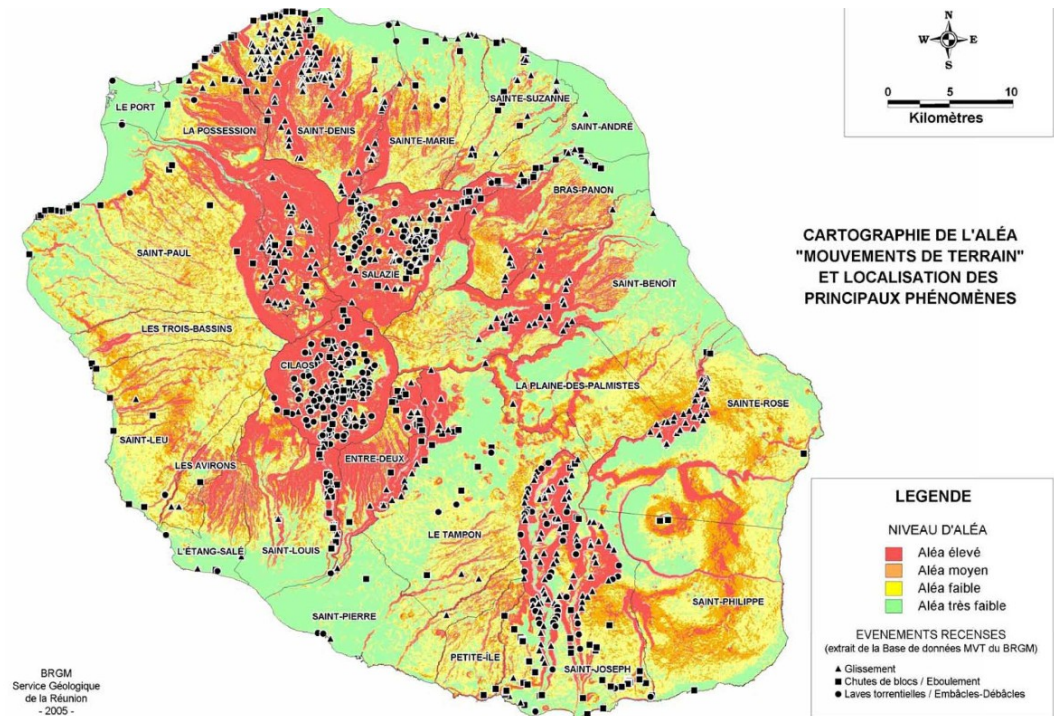 N
W E
S
0 5 10
Kilomètres
CARTOGRAPHIE DE L'ALÉA
"MOUVEMENTS DE TERRAIN"
ET LOCALISATION DES
PRINCIPAUX PHÉNOMÈNES
LE PORT
LA POSSESSION
SAINT-DENIS
SAINTE-MARIE
SAINTE-SUZANNE
SAINT-ANDRÉ
BRAS-PANON
SAINT-PAUL
SALAZIE
SAINT-BENOÎT
LES TROIS-BASSINS
CILAOS
LA PLAINE-DES-PALMISTES
SAINTE-ROSE
SAINT-LEU
LES AVIRONS
ENTRE-DEUX
LE TAMPON
L'ÉTANG-SALÉ
SAINT-LOUIS
SAINT-PIERRE
SAINT-PHILIPPE
PETITE-ÎLE
SAINT-JOSEPH
LEGENDE
NIVEAU D'ALÉA
Aléa élevé
Aléa moyen
Aléa faible
Aléa très faible
EVENEMENTS RECENSES
(extrait de la Base de données MVT du BRGM)
Glissement
Chutes de blocs / Eboulement
Laves torrentielles / Embâcles-Débâcles
BRGM
Service Géologique
de la Réunion
- 2005 -